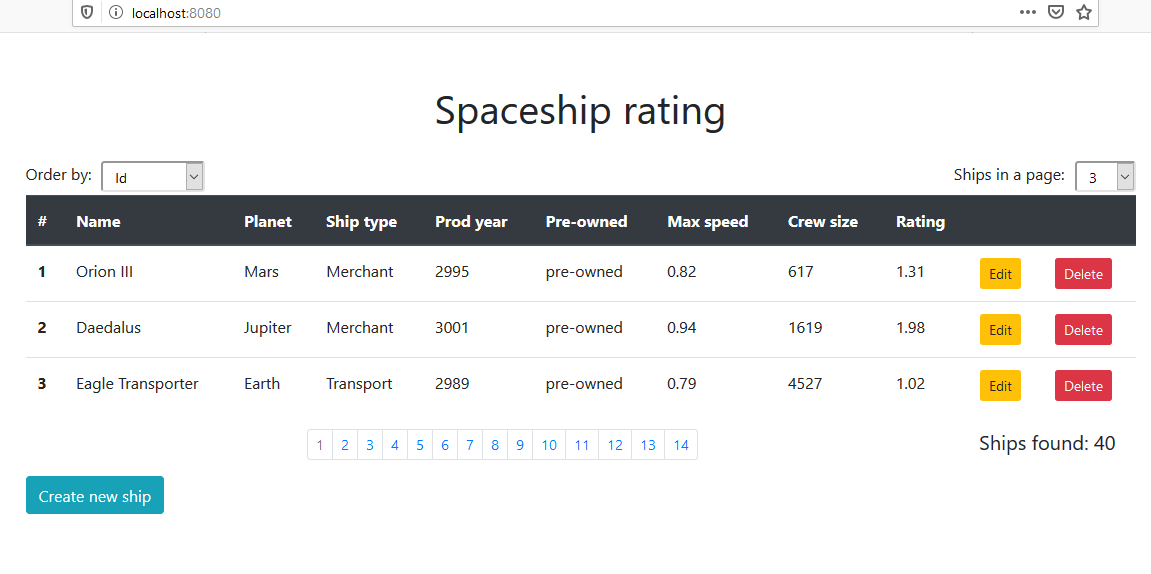 localhost:8080
Spaceship rating
Order by: Id Ships in a page: 3
# Name Planet Ship type Prod year Pre-owned Max speed Crew size Rating
1 Orion III Mars Merchant 2995 pre-owned 0.82 617 1.31 Edit Delete
2 Daedalus Jupiter Merchant 3001 pre-owned 0.94 1619 1.98 Edit Delete
3 Eagle Transporter Earth Transport 2989 pre-owned 0.79 4527 1.02 Edit Delete
1 2 3 4 5 6 7 8 9 10 11 12 13 14 Ships found: 40
Create new ship